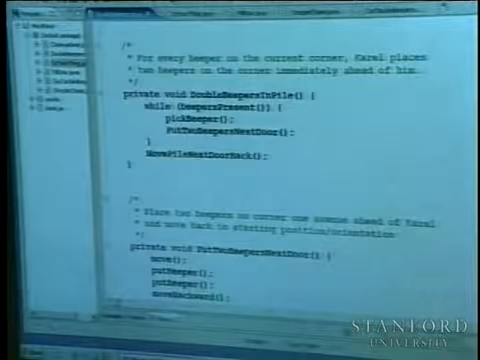 /*
* For every beeper on the current corner, Karel places
* two beepers on the corner immediately ahead of him.
*/
private void DoubleBeepersInPile() {
while (beepersPresent()) {
pickBeeper();
PutTwoBeepersNextDoor();
}
MovePileNextDoorBack();
}
/*
* Place two beepers on corner one avenue ahead of Karel
* and move back to starting position/orientation
*/
private void PutTwoBeepersNextDoor() {
move();
putBeeper();
putBeeper();
moveBackward();
STANFORD
UNIVERSITY